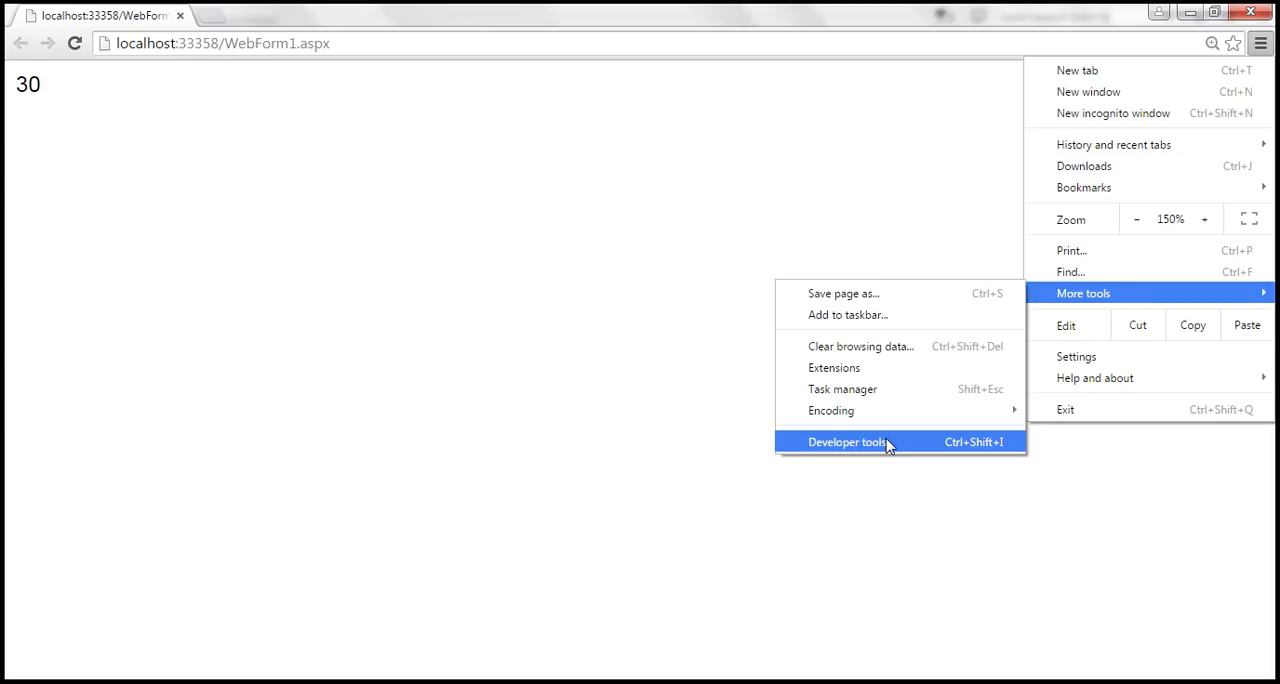 localhost:33358/WebForm
localhost:33358/WebForm1.aspx
30
New tab Ctrl+T
New window Ctrl+N
New incognito window Ctrl+Shift+N
History and recent tabs
Downloads Ctrl+J
Bookmarks
Zoom - 150% +
Print... Ctrl+P
Find... Ctrl+F
More tools
Edit Cut Copy Paste
Settings
Help and about
Exit Ctrl+Shift+Q
Save page as... Ctrl+S
Add to taskbar...
Clear browsing data... Ctrl+Shift+Del
Extensions
Task manager Shift+Esc
Encoding
Developer tools Ctrl+Shift+I